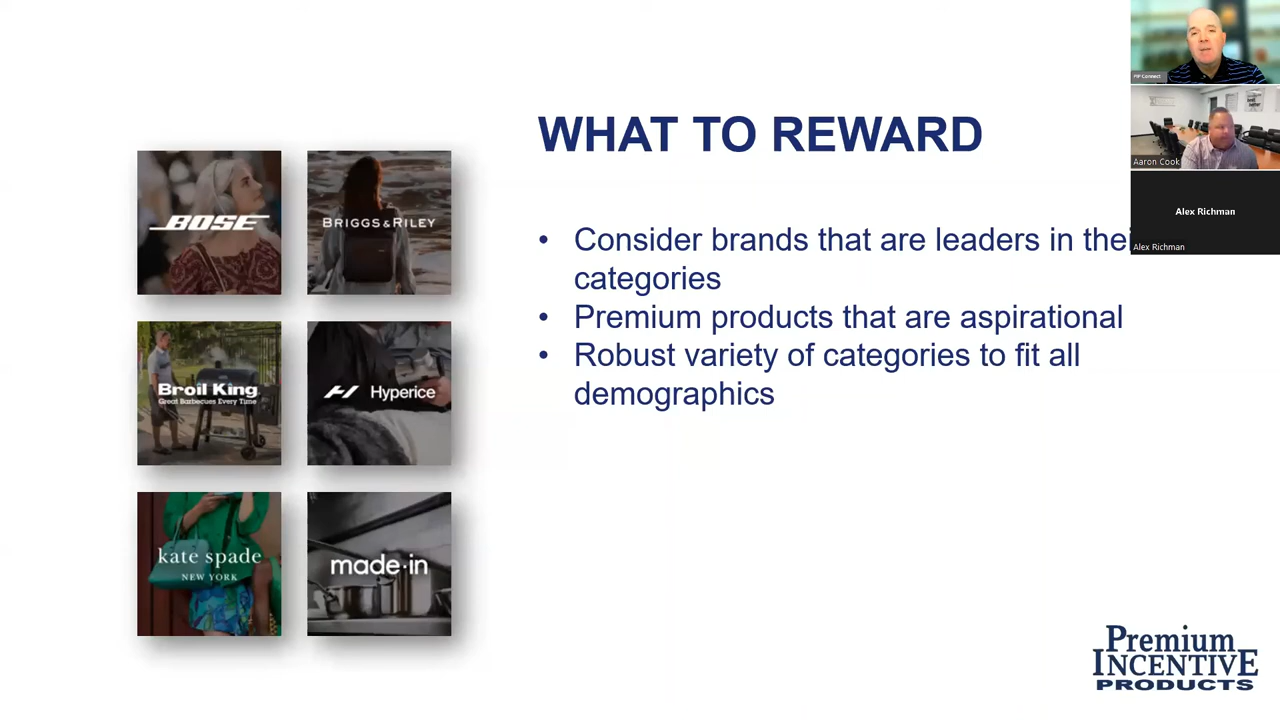 WHAT TO REWARD
• Consider brands that are leaders in thei
categories
• Premium products that are aspirational
• Robust variety of categories to fit all
demographics
BOSE
BRIGGS & RILEY
Broil King
Great Barbecues Every Time
Hyperice
kate spade
NEW YORK
made·in
PIP Connect
Aaron Cook
Alex Richman
Alex Richman
Premium
INCENTIVE
PRODUCTS